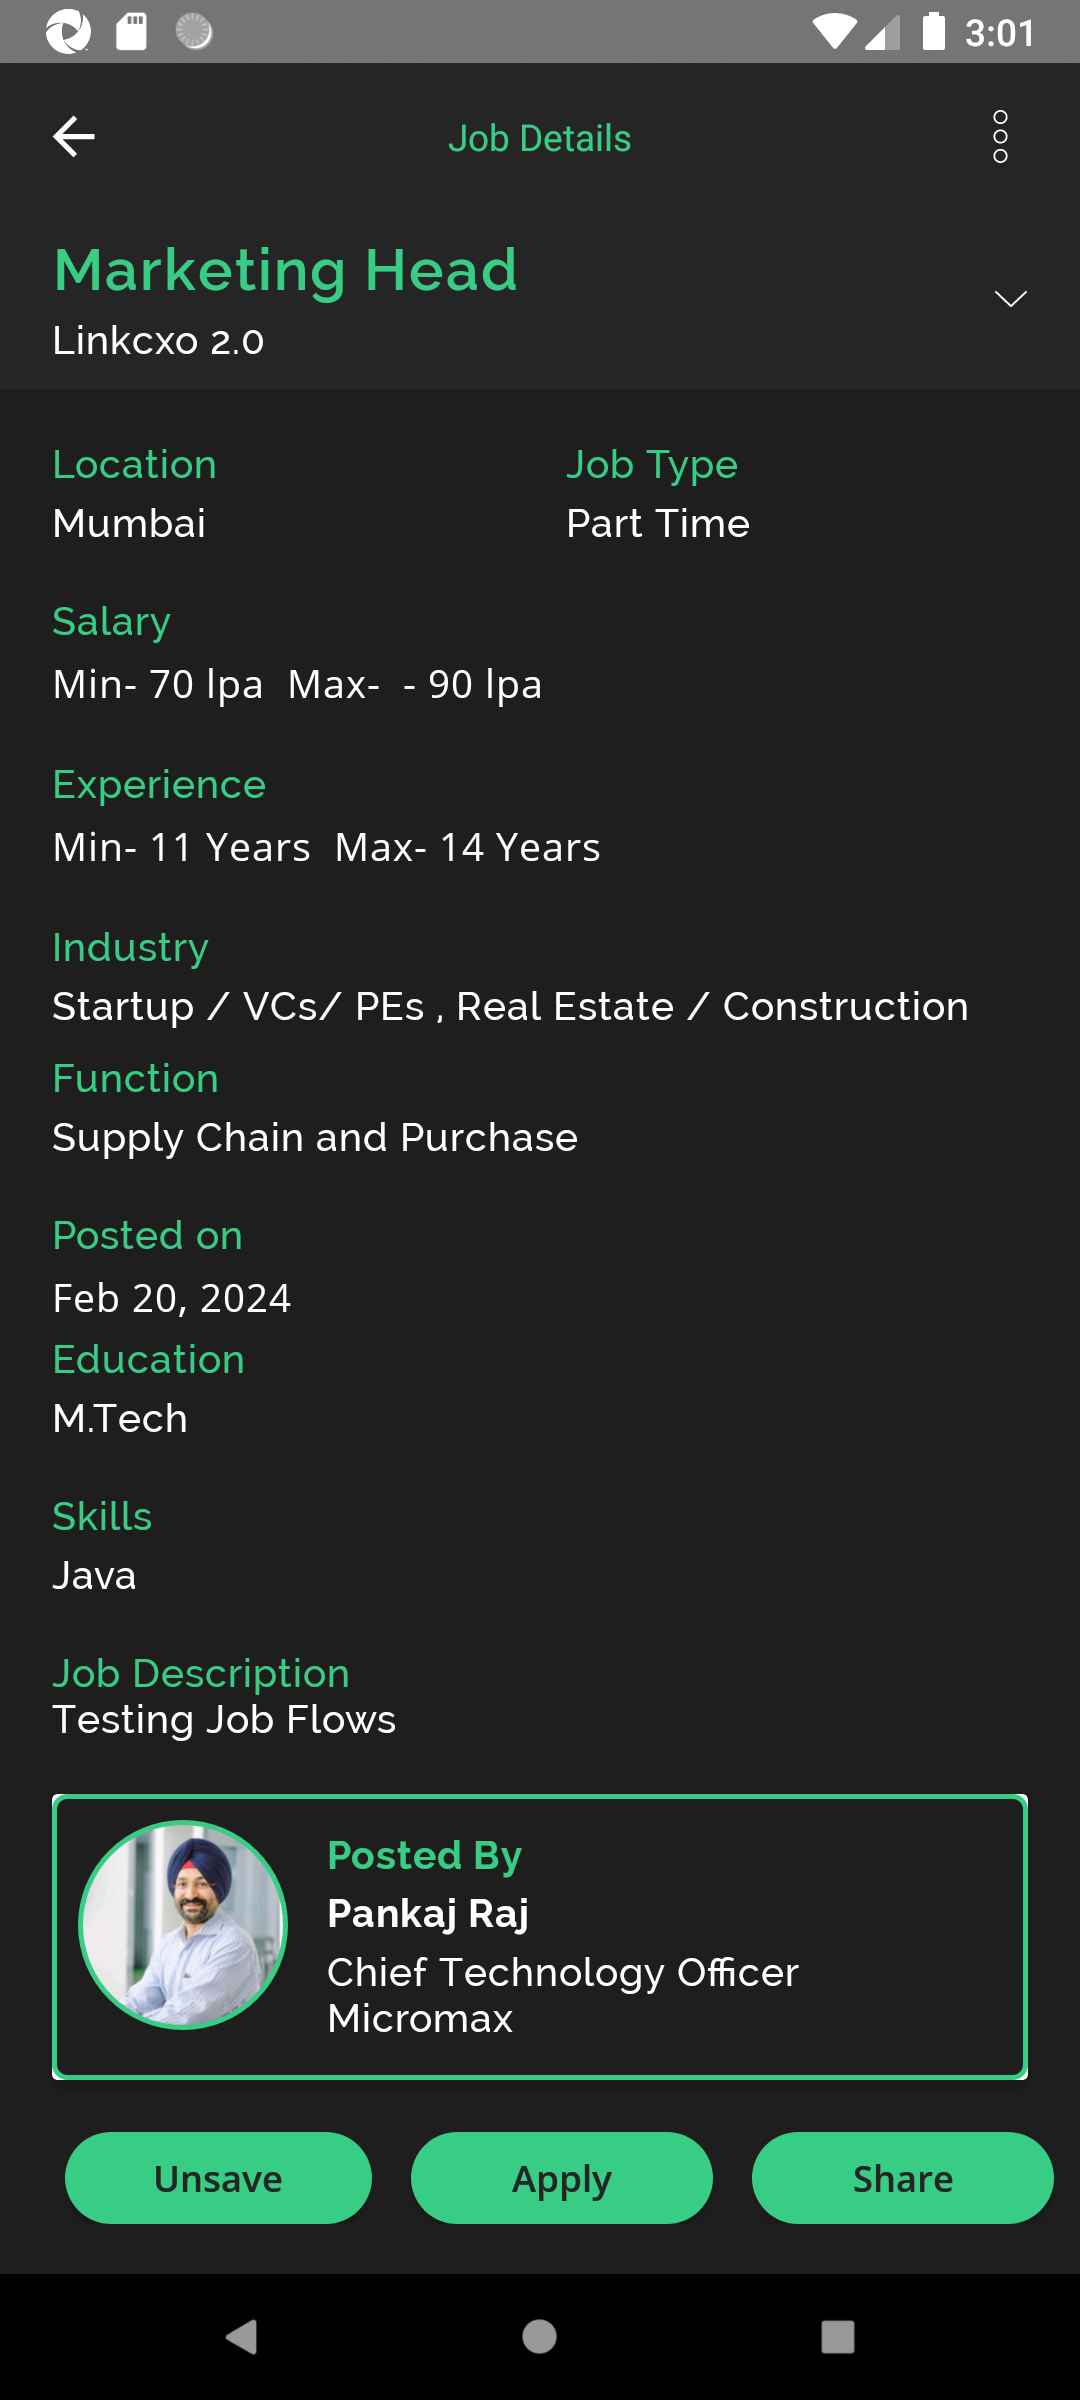 3:01
Job Details
Marketing Head
Linkcxo 2.0
Location
Job Type
Mumbai
Part Time
Salary
Min- 70 lpa  Max-  - 90 lpa
Experience
Min- 11 Years  Max- 14 Years
Industry
Startup / VCs/ PEs , Real Estate / Construction
Function
Supply Chain and Purchase
Posted on
Feb 20, 2024
Education
M.Tech
Skills
Java
Job Description
Testing Job Flows
Posted By
Pankaj Raj
Chief Technology Officer
Micromax
Unsave
Apply
Share